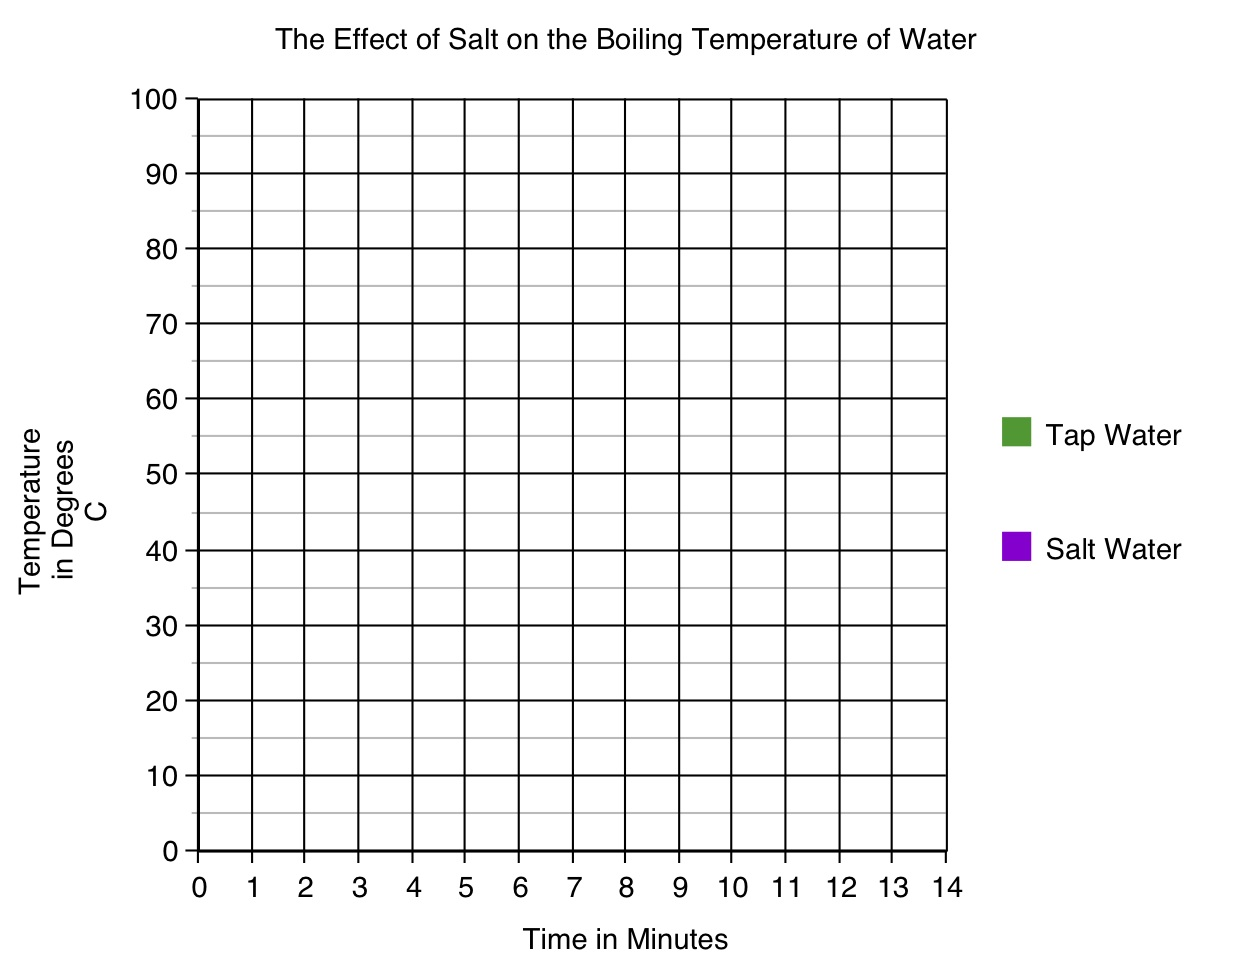 The Effect of Salt on the Boiling Temperature of Water
100
90
80
70
60
50
40
30
20
10
0
Temperature
in Degrees
C
0 1 2 3 4 5 6 7 8 9 10 11 12 13 14
Time in Minutes
Tap Water
Salt Water